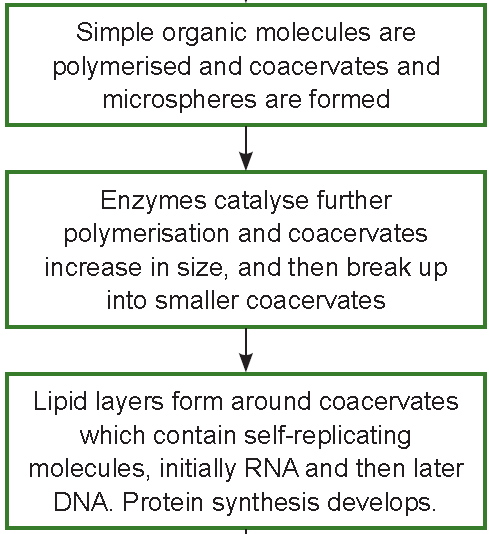 Simple organic molecules are
polymerised and coacervates and
microspheres are formed
Enzymes catalyse further
polymerisation and coacervates
increase in size, and then break up
into smaller coacervates
Lipid layers form around coacervates
which contain self-replicating
molecules, initially RNA and then later
DNA. Protein synthesis develops.